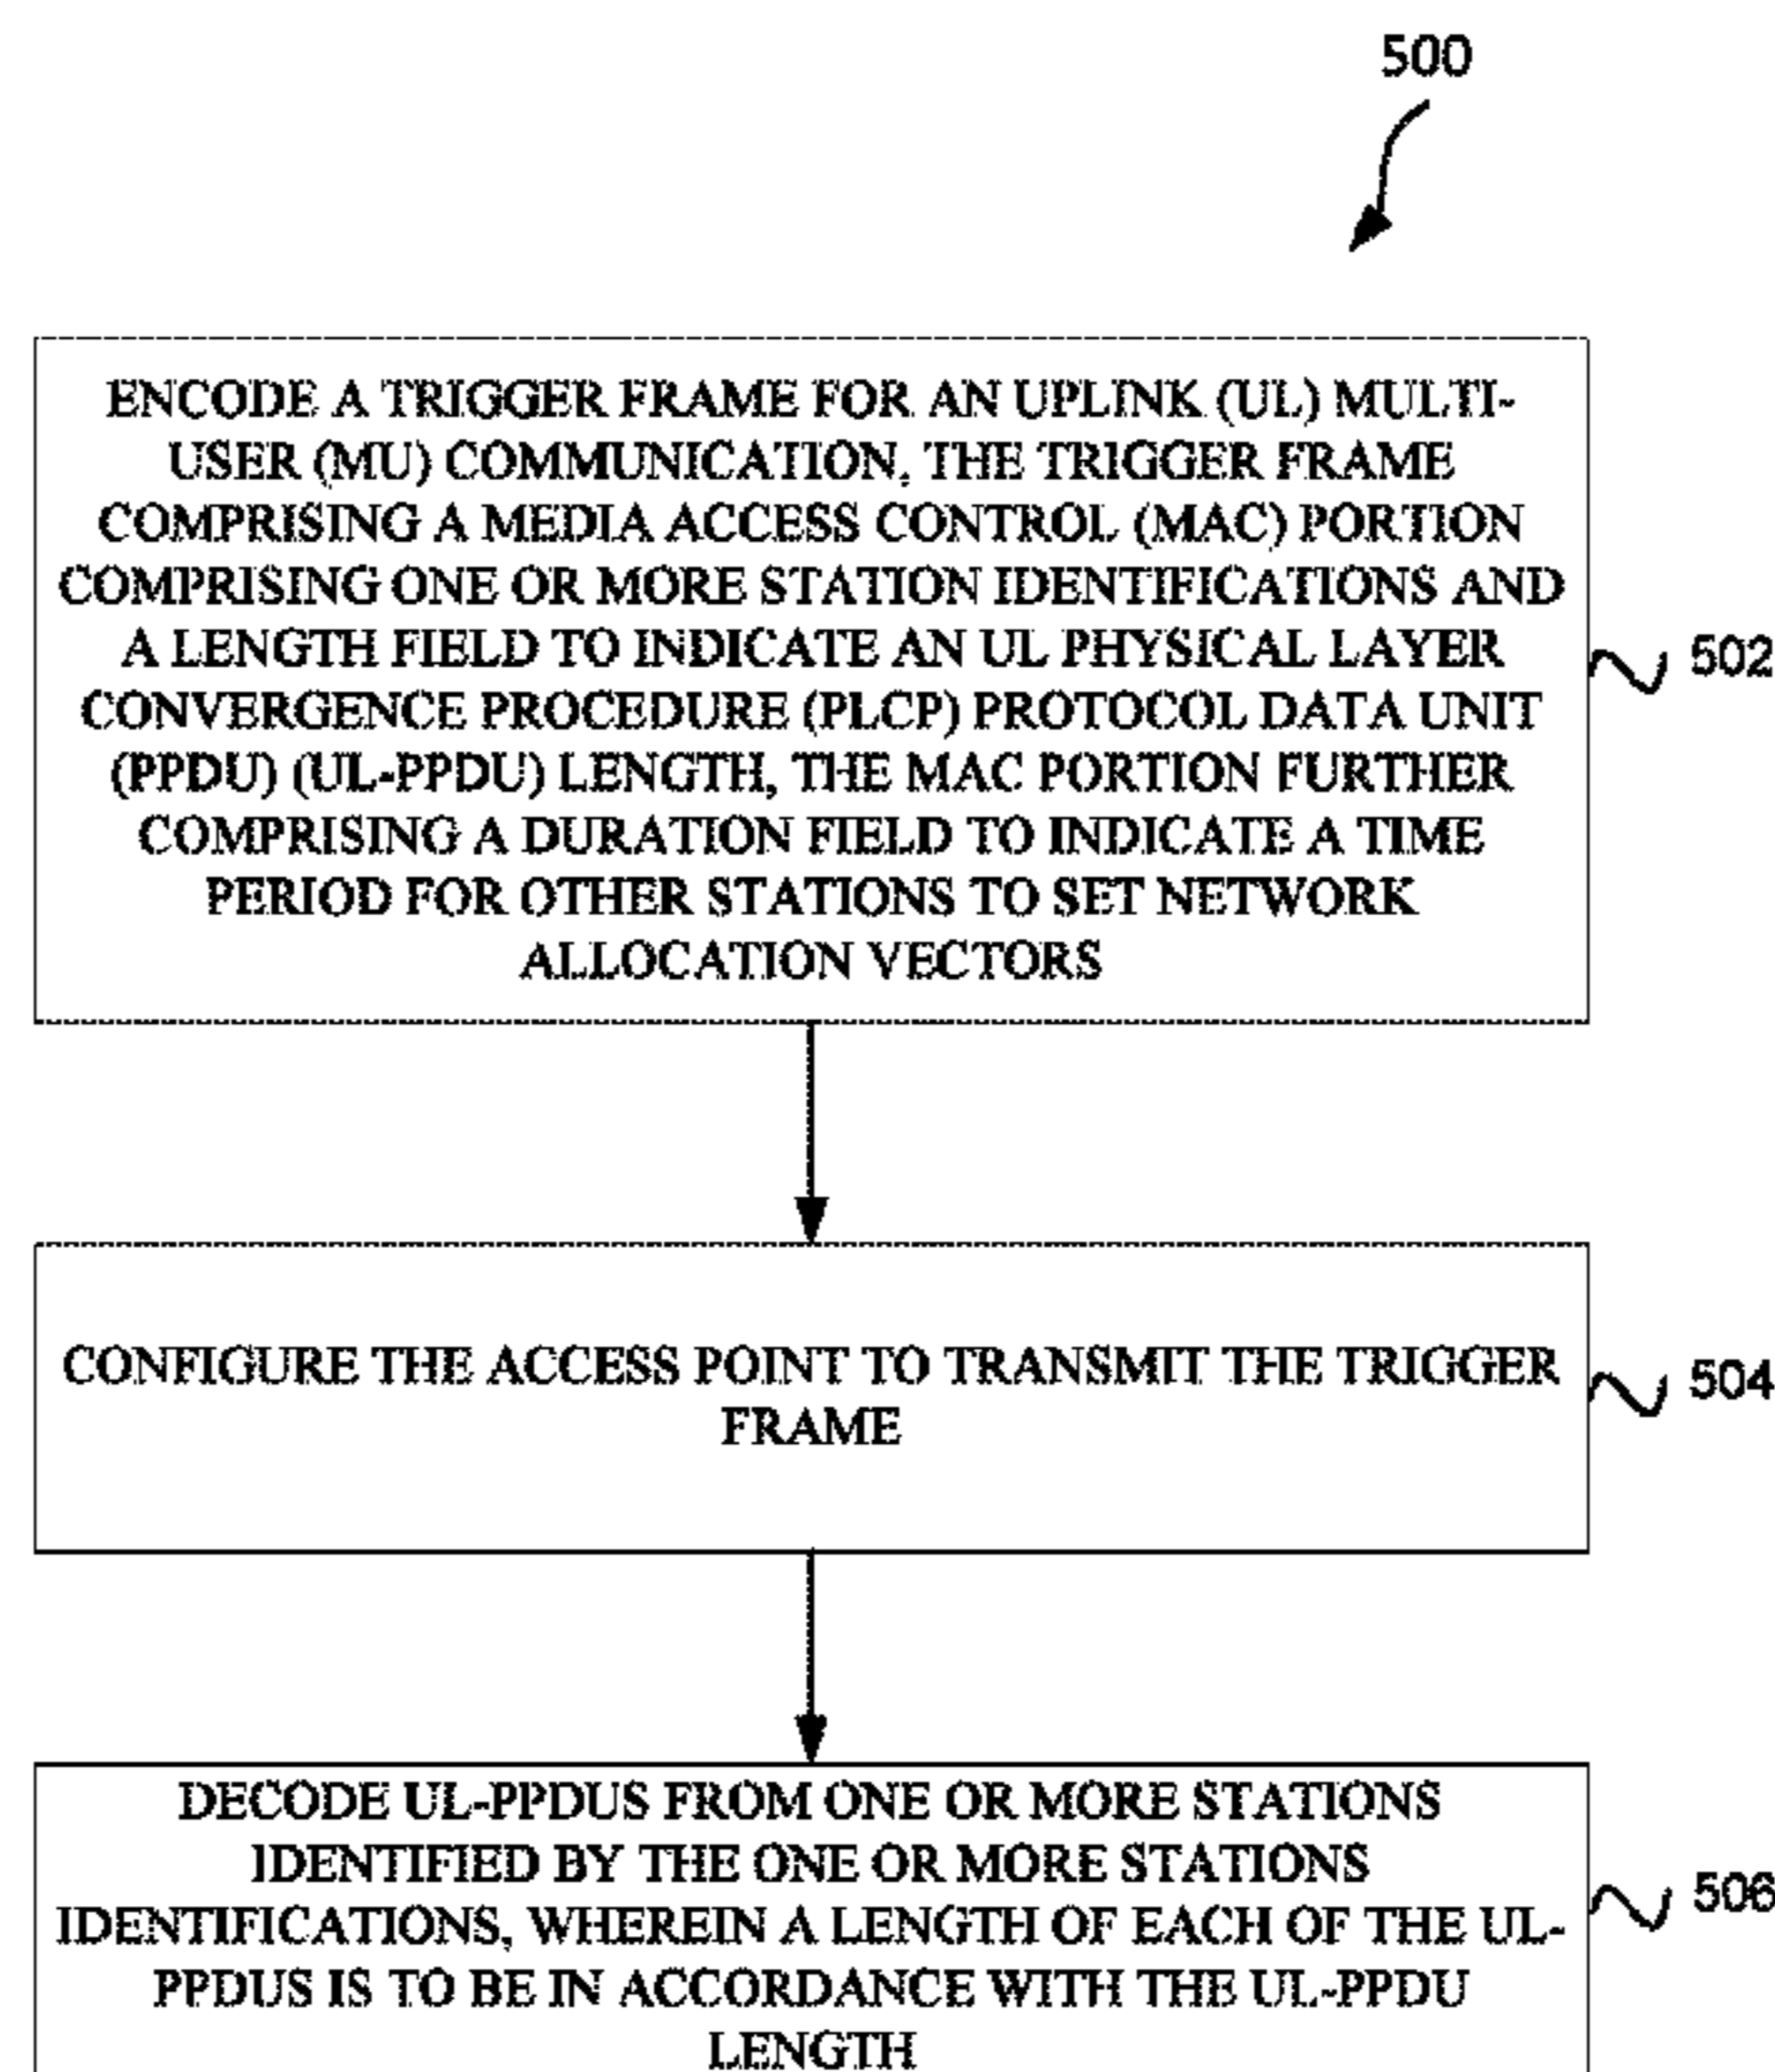 500
ENCODE A TRIGGER FRAME FOR AN UPLINK (UL) MULTI-
USER (MU) COMMUNICATION, THE TRIGGER FRAME
COMPRISING A MEDIA ACCESS CONTROL (MAC) PORTION
COMPRISING ONE OR MORE STATION IDENTIFICATIONS AND
A LENGTH FIELD TO INDICATE AN UL PHYSICAL LAYER
CONVERGENCE PROCEDURE (PLCP) PROTOCOL DATA UNIT
(PPDU) (UL-PPDU) LENGTH, THE MAC PORTION FURTHER
COMPRISING A DURATION FIELD TO INDICATE A TIME
PERIOD FOR OTHER STATIONS TO SET NETWORK
ALLOCATION VECTORS
502
CONFIGURE THE ACCESS POINT TO TRANSMIT THE TRIGGER
FRAME
504
DECODE UL-PPDUS FROM ONE OR MORE STATIONS
IDENTIFIED BY THE ONE OR MORE STATIONS
IDENTIFICATIONS, WHEREIN A LENGTH OF EACH OF THE UL-
PPDUS IS TO BE IN ACCORDANCE WITH THE UL-PPDU
LENGTH
506